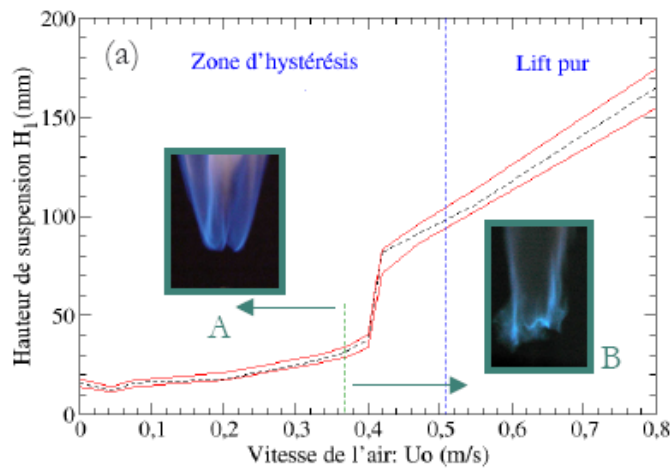 200
(a)
Zone d'hystérésis
Lift pur
150
100
50
0
Hauteur de suspension H₁ (mm)
A
B
0
0,1
0,2
0,3
0,4
0,5
0,6
0,7
0,8
Vitesse de l'air: Uo (m/s)